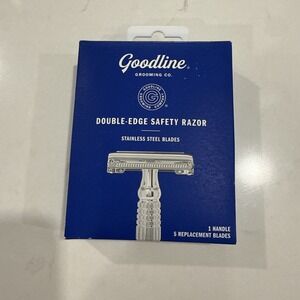 Goodline
GROOMING CO.
DOUBLE-EDGE SAFETY RAZOR
STAINLESS STEEL BLADES
1 HANDLE
5 REPLACEMENT BLADES